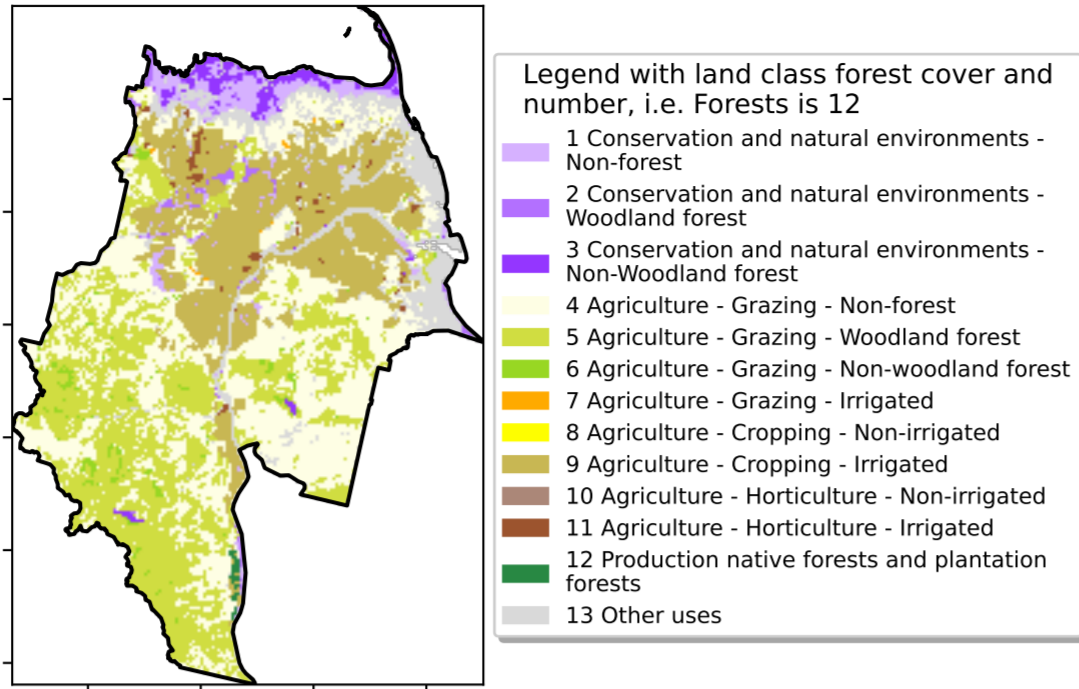 Legend with land class forest cover and
number, i.e. Forests is 12
1 Conservation and natural environments -
Non-forest
2 Conservation and natural environments -
Woodland forest
3 Conservation and natural environments -
Non-Woodland forest
4 Agriculture - Grazing - Non-forest
5 Agriculture - Grazing - Woodland forest
6 Agriculture - Grazing - Non-woodland forest
7 Agriculture - Grazing - Irrigated
8 Agriculture - Cropping - Non-irrigated
9 Agriculture - Cropping - Irrigated
10 Agriculture - Horticulture - Non-irrigated
11 Agriculture - Horticulture - Irrigated
12 Production native forests and plantation
forests
13 Other uses